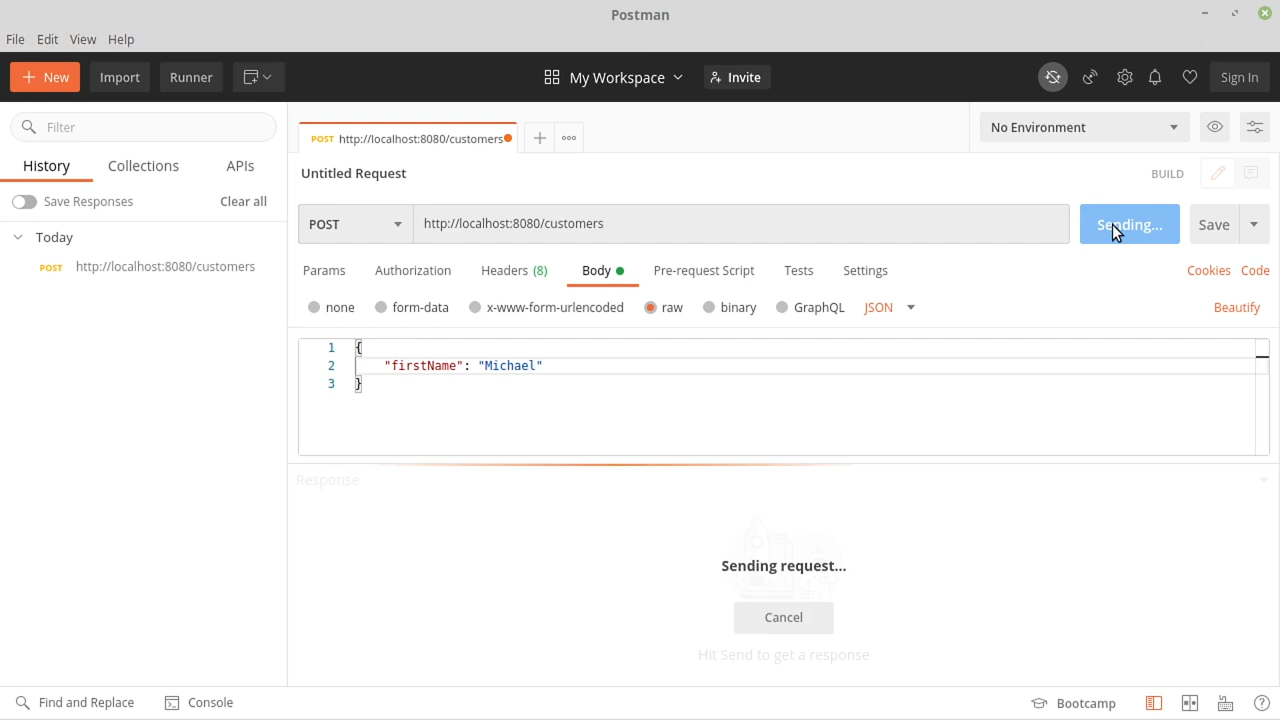 Postman
File Edit View Help
New Import Runner My Workspace Invite Sign In
Filter
History Collections APIs
Save Responses Clear all
Today
POST http://localhost:8080/customers
POST http://localhost:8080/customers
No Environment
Untitled Request BUILD
POST http://localhost:8080/customers Sending... Save
Params Authorization Headers (8) Body Pre-request Script Tests Settings Cookies Code
none form-data x-www-form-urlencoded raw binary GraphQL JSON Beautify
1 {
2 "firstName": "Michael"
3 }
Response
Sending request...
Cancel
Hit Send to get a response
Find and Replace Console Bootcamp